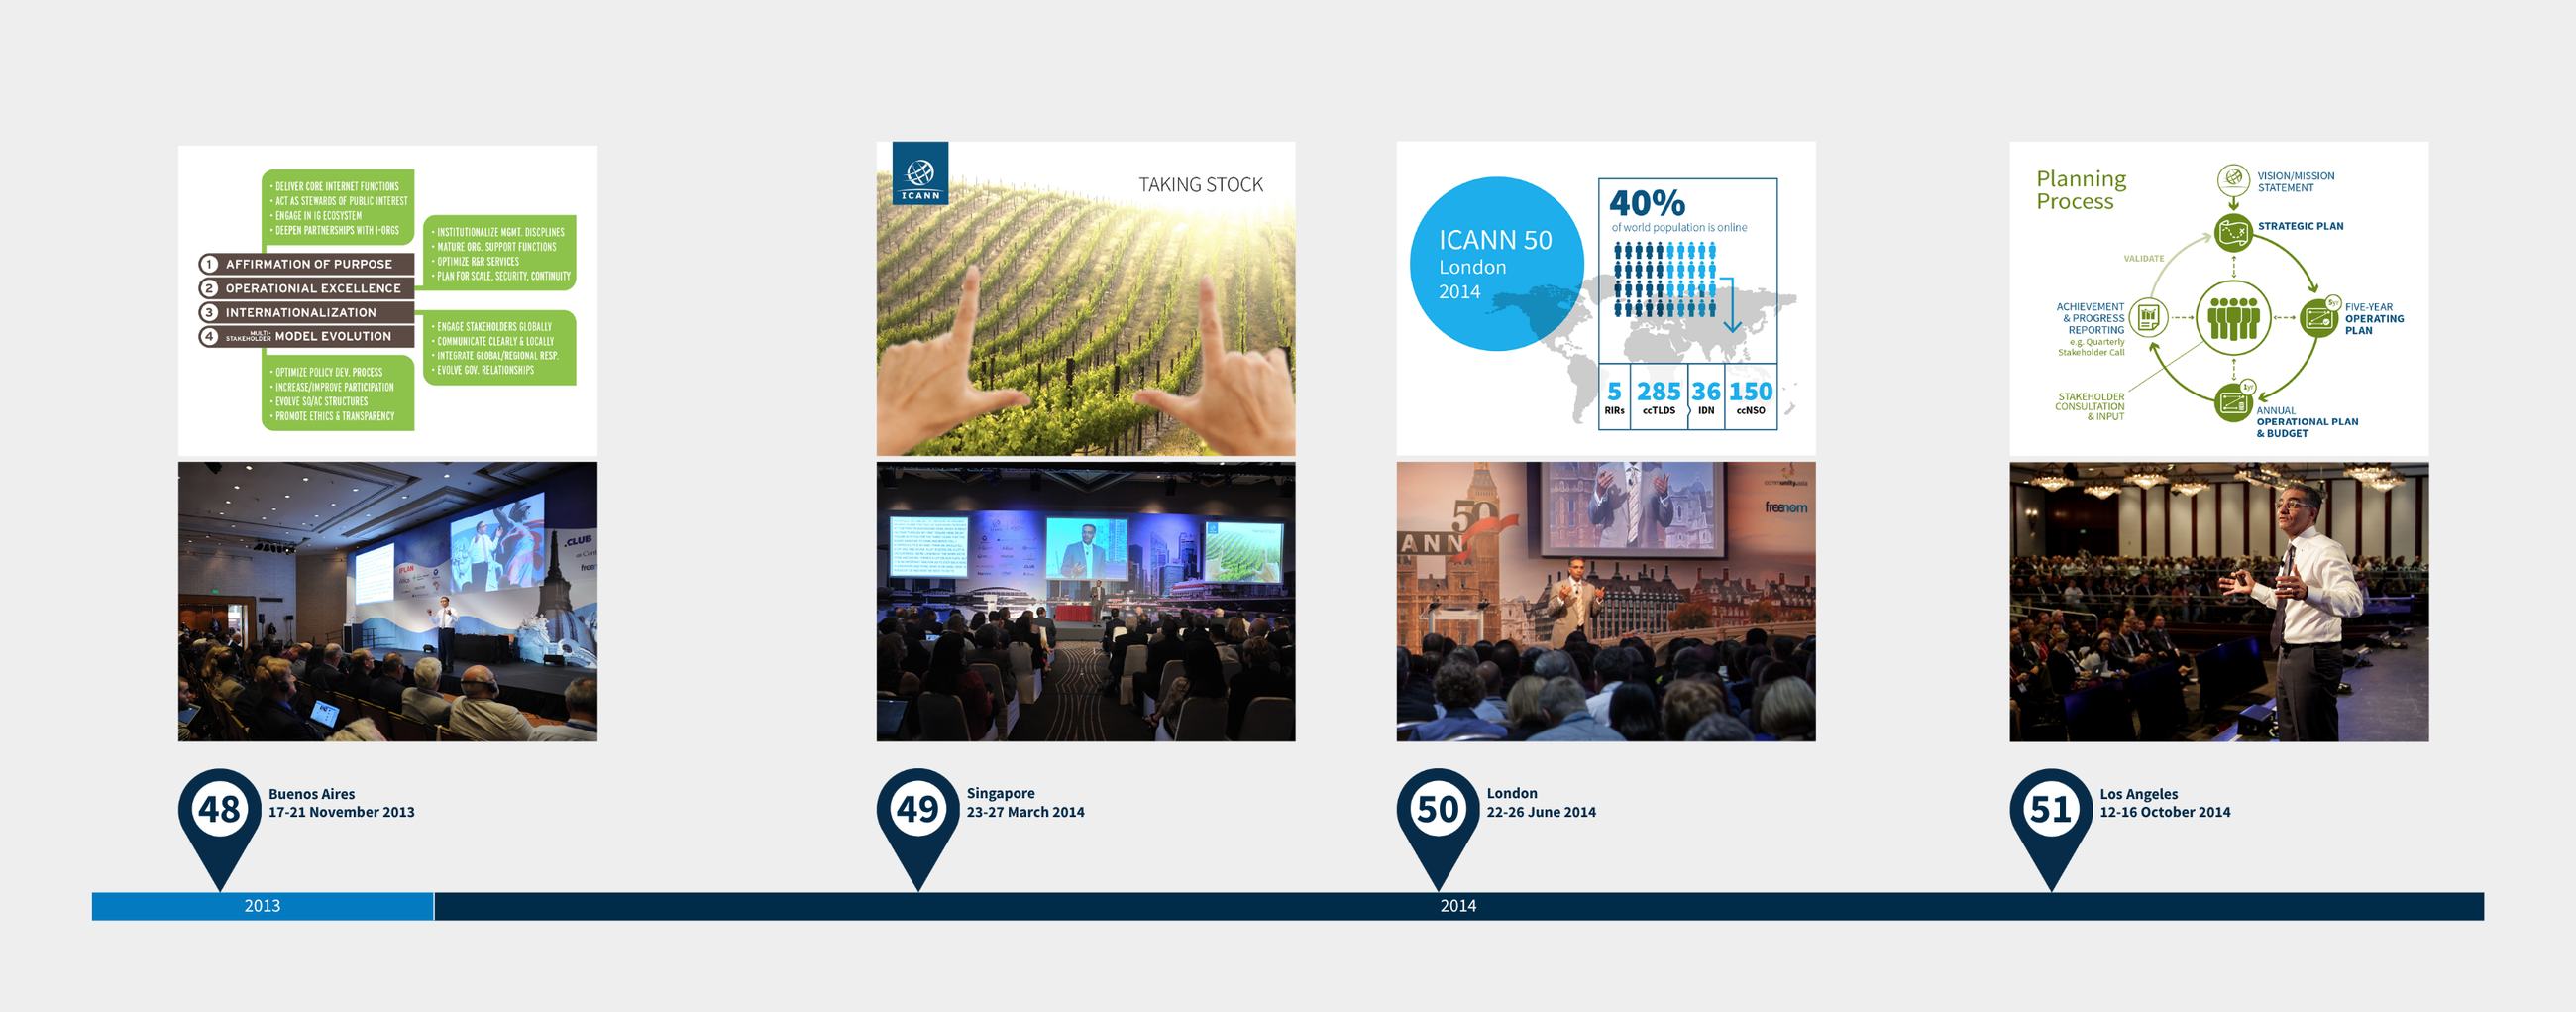 • DELIVER CORE INTERNET FUNCTIONS
• ACT AS STEWARDS OF PUBLIC INTEREST
• ENGAGE IN IG ECOSYSTEM
• DEEPEN PARTNERSHIPS WITH I-ORGS
• INSTITUTIONALIZE MGMT. DISCPLINES
• MATURE ORG. SUPPORT FUNCTIONS
• OPTIMIZE R&R SERVICES
• PLAN FOR SCALE, SECURITY, CONTINUITY
1 AFFIRMATION OF PURPOSE
2 OPERATIONIAL EXCELLENCE
3 INTERNATIONALIZATION
4 MULTI-STAKEHOLDER MODEL EVOLUTION
• ENGAGE STAKEHOLDERS GLOBALLY
• COMMUNICATE CLEARLY & LOCALLY
• INTEGRATE GLOBAL/REGIONAL RESP.
• EVOLVE GOV. RELATIONSHIPS
• OPTIMIZE POLICY DEV. PROCESS
• INCREASE/IMPROVE PARTICIPATION
• EVOLVE SO/AC STRUCTURES
• PROMOTE ETHICS & TRANSPARENCY
.CLUB
ICANN
TAKING STOCK
ICANN 50
London
2014
40%
of world population is online
5 285 36 150
RIRs ccTLDS IDN ccNSO
50
ANN
freenom
Planning
Process
VISION/MISSION
STATEMENT
STRATEGIC PLAN
VALIDATE
5yr
FIVE-YEAR
OPERATING
PLAN
ACHIEVEMENT
& PROGRESS
REPORTING
e.g. Quarterly
Stakeholder Call
STAKEHOLDER
CONSULTATION
& INPUT
1yr
ANNUAL
OPERATIONAL PLAN
& BUDGET
48
Buenos Aires
17-21 November 2013
49
Singapore
23-27 March 2014
50
London
22-26 June 2014
51
Los Angeles
12-16 October 2014
2013
2014